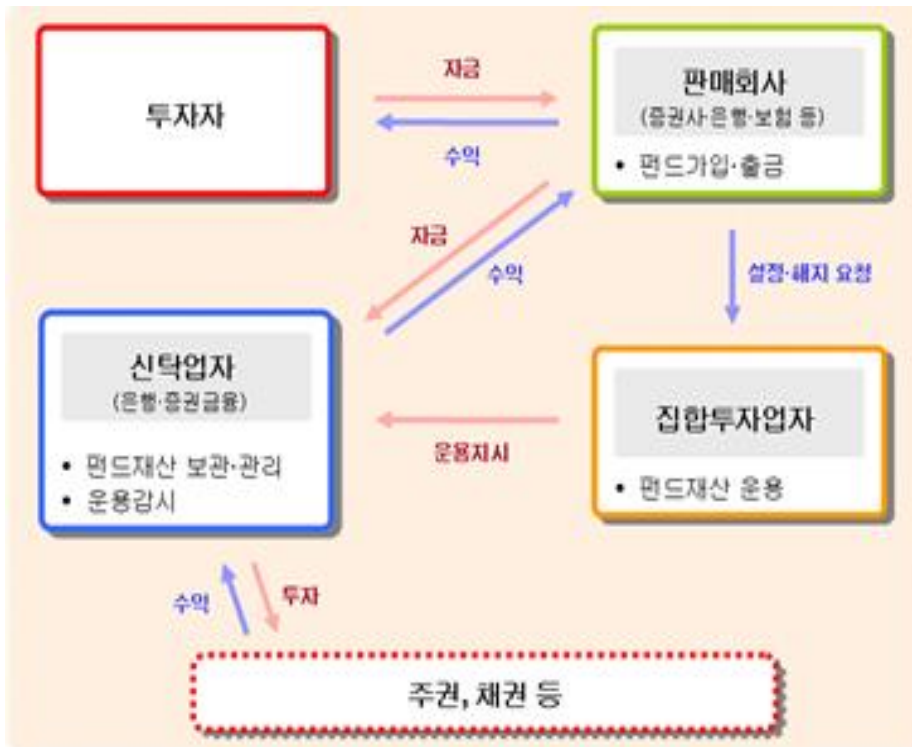 투자자
자금
수익
판매회사
(증권사·은행·보험 등)
• 펀드가입·출금
자금
수익
설정·해지 요청
신탁업자
(은행·증권금융)
• 펀드재산 보관·관리
• 운용감시
운용지시
집합투자업자
• 펀드재산 운용
수익
투자
주권, 채권 등